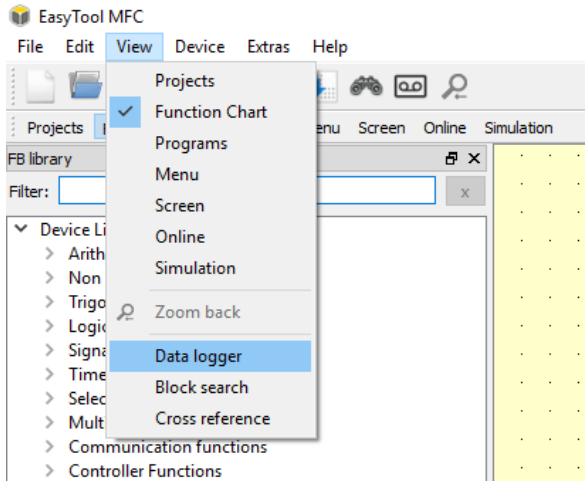 EasyTool MFC
File Edit View Device Extras Help
Projects
Function Chart
Programs
Menu
Screen
Online
Simulation
Zoom back
Data logger
Block search
Cross reference
Projects enu Screen Online Simulation
FB library
Filter: x
Device Li
Arith
Non
Trigo
Logic
Signa
Time
Selec
Multi
Communication functions
Controller Functions